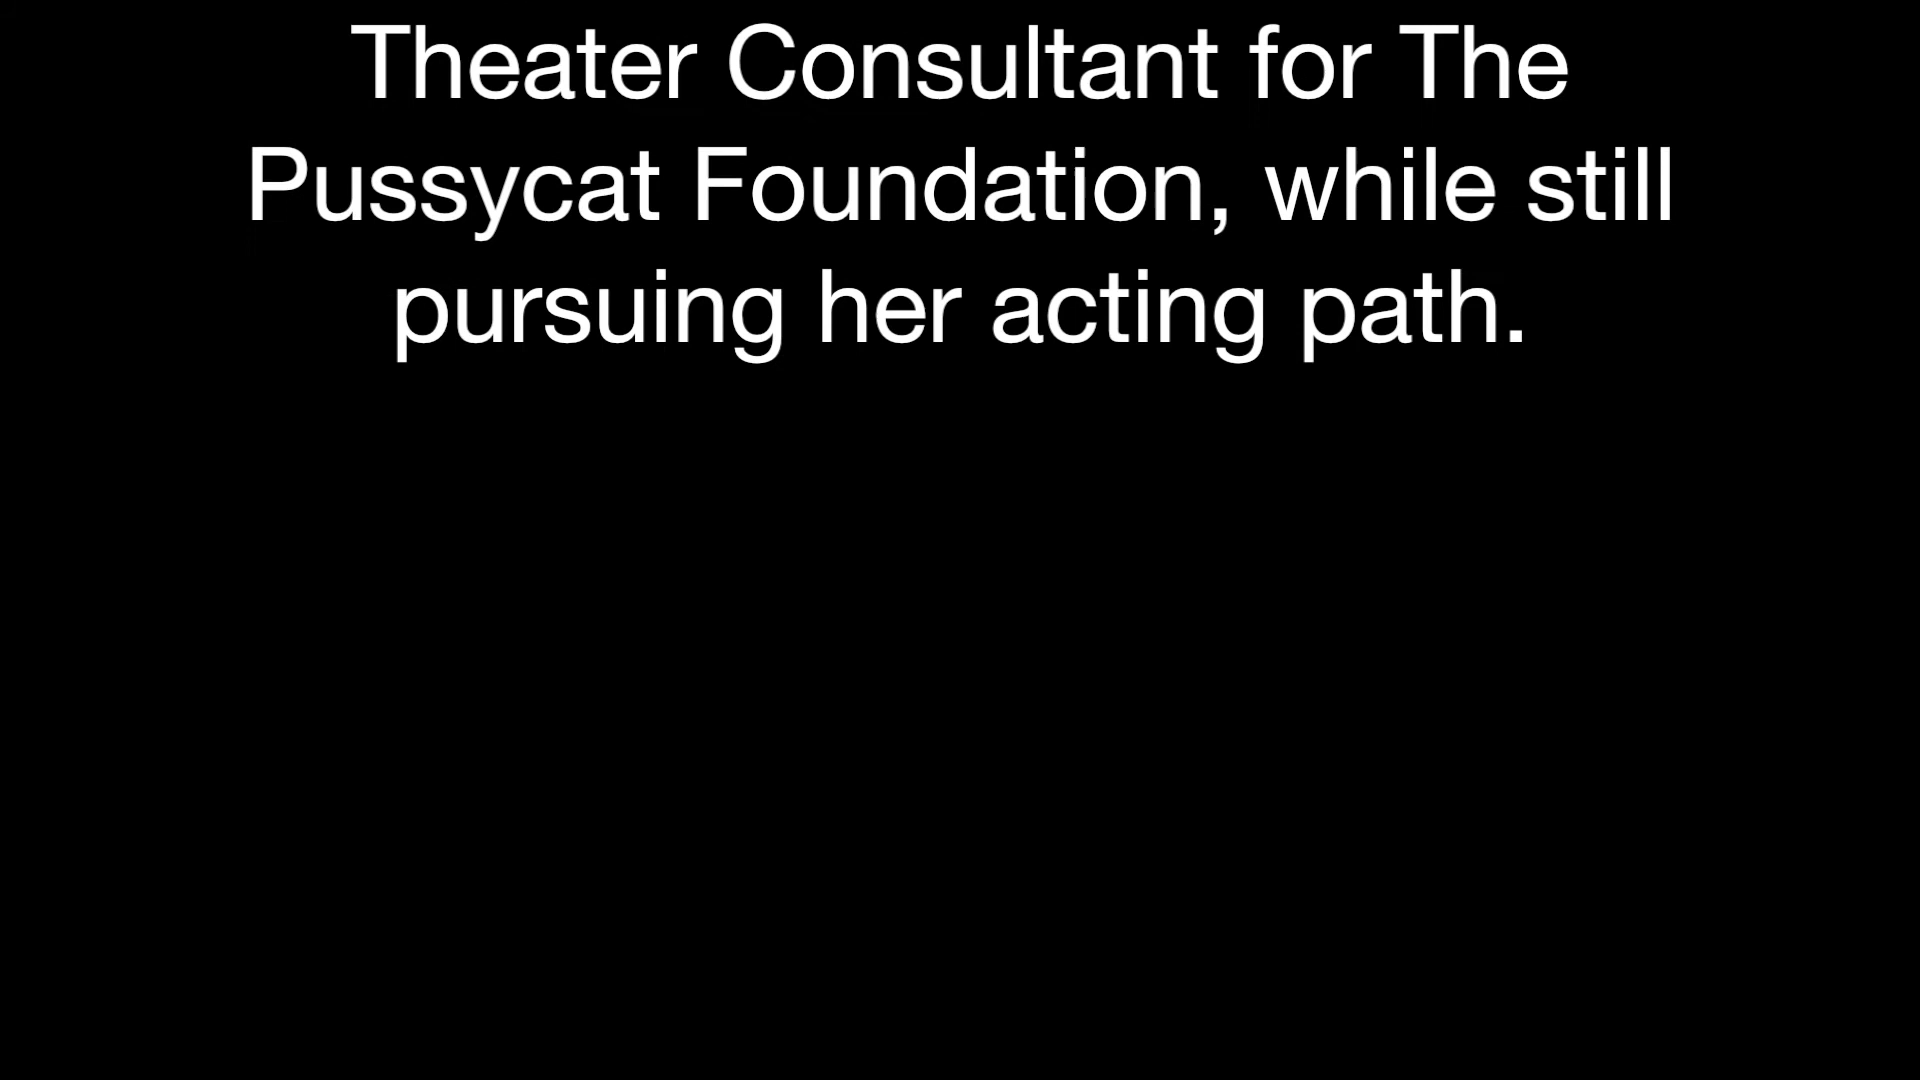 Theater Consultant for The
Pussycat Foundation, while still
pursuing her acting path.